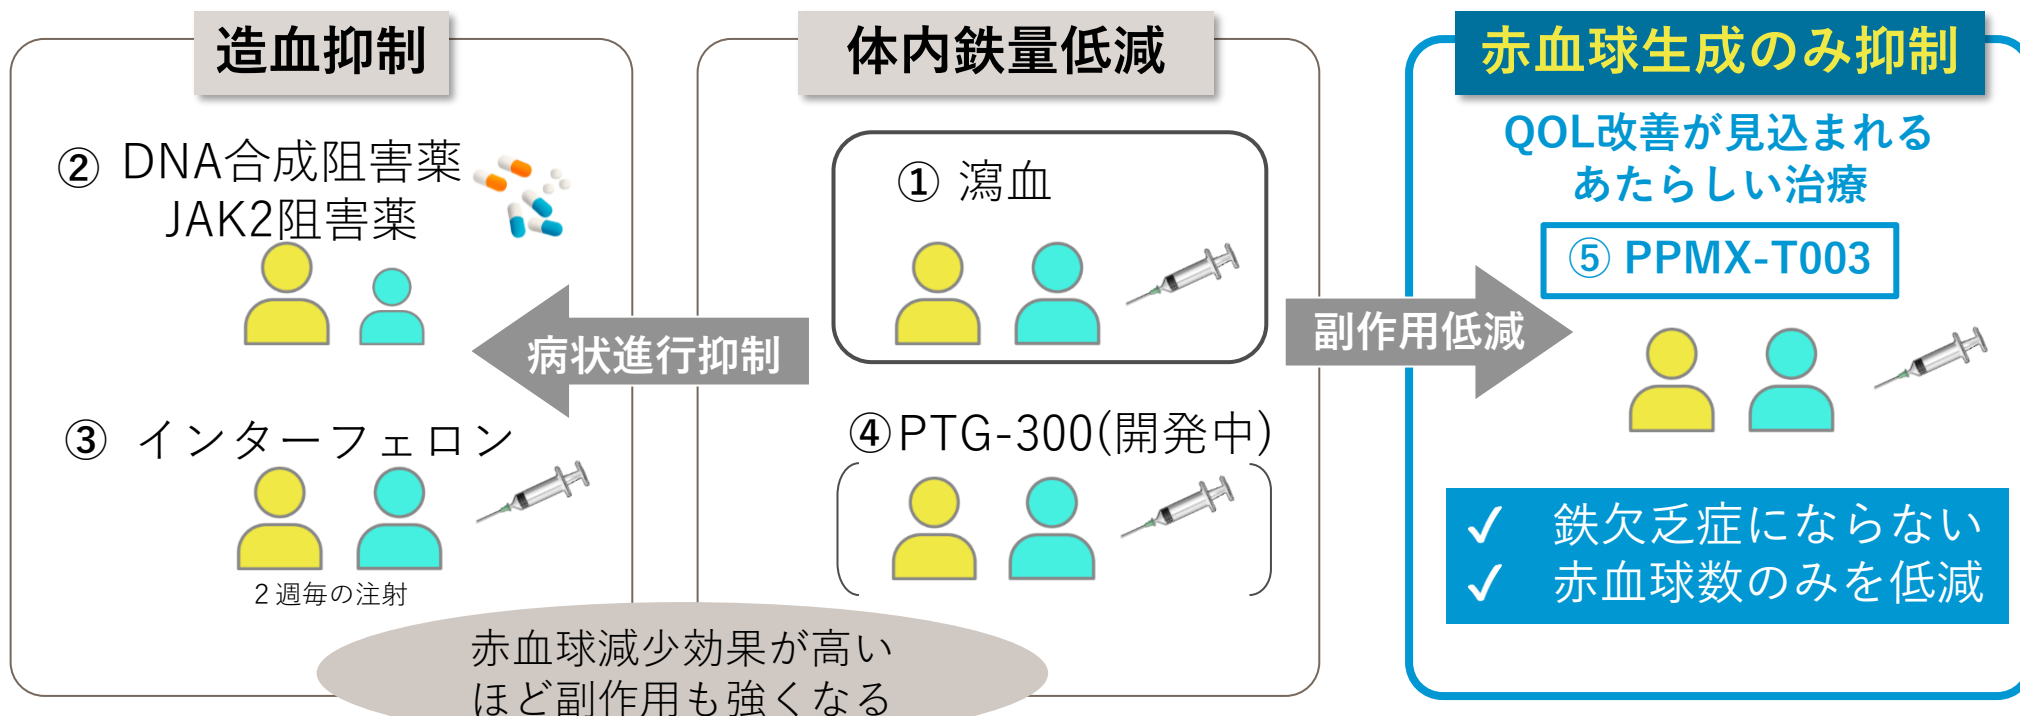 造血抑制
② DNA合成阻害薬
JAK2阻害薬
③ インターフェロン
2週毎の注射
病状進行抑制
体内鉄量低減
① 瀉血
④PTG-300(開発中)
赤血球減少効果が高い
ほど副作用も強くなる
副作用低減
赤血球生成のみ抑制
QOL改善が見込まれる
あたらしい治療
⑤ PPMX-T003
✓ 鉄欠乏症にならない
✓ 赤血球数のみを低減